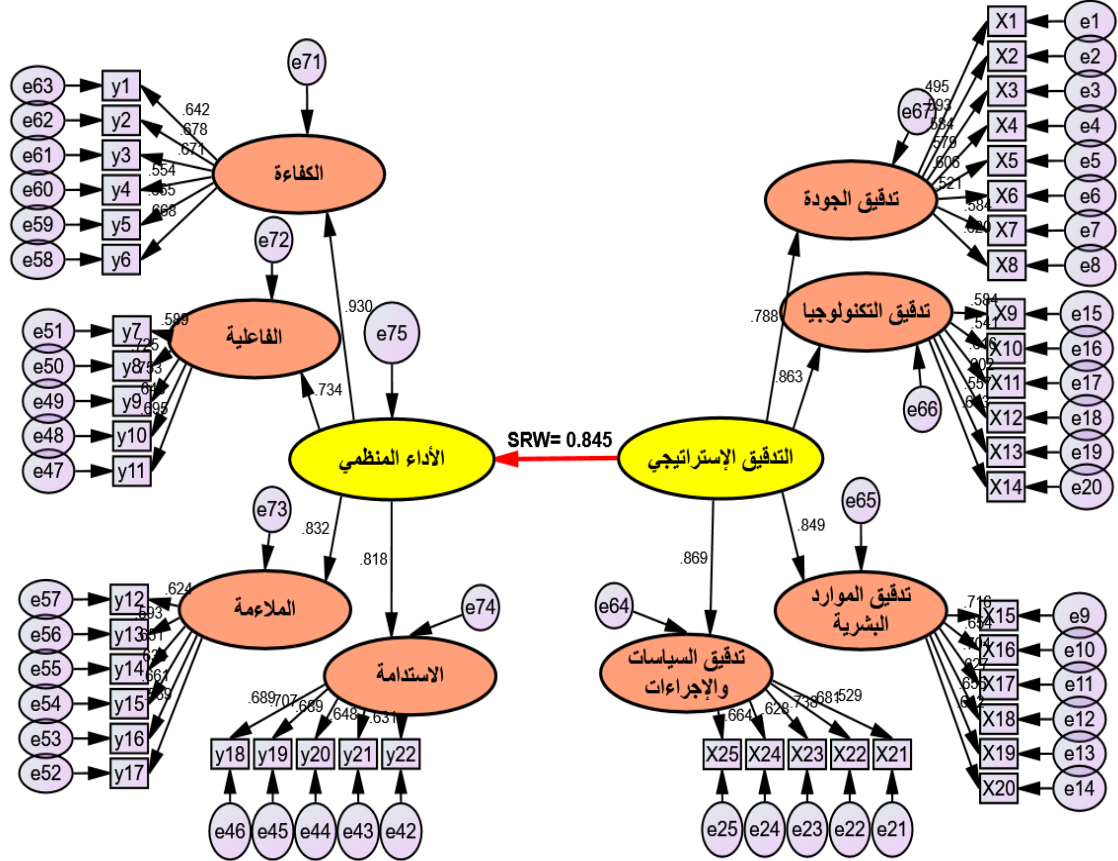 e71
e63
y1
e62
y2
e61
y3
e60
y4
e59
y5
e58
y6
.642
.678
.671
.554
الكفاءة
e72
.930
e51
y7
e50
y8
e49
y9
e48
y10
e47
y11
.725
.695
الفاعلية
e75
.734
الأداء المنظمي
SRW= 0.845
التدقيق الإستراتيجي
e73
.832
.818
e57
y12
e56
y13
e55
y14
e54
y15
e53
y16
e52
y17
.624
.661
الملاءمة
e74
الاستدامة
.689
.707
.689
.648
.631
y18
y19
y20
y21
y22
e46
e45
e44
e43
e42
X1
e1
X2
e2
X3
e3
X4
e4
X5
e5
X6
e6
X7
e7
X8
e8
e67
.495
.579
.606
.521
.584
تدقيق الجودة
.788
تدقيق التكنولوجيا
.863
e66
.584
.541
X9
e15
X10
e16
X11
e17
X12
e18
X13
e19
X14
e20
e65
.849
.869
تدقيق الموارد
البشرية
.716
.654
X15
e9
X16
e10
X17
e11
X18
e12
X19
e13
X20
e14
e64
تدقيق السياسات
والإجراءات
.664
.628
.738
.681
.529
X25
X24
X23
X22
X21
e25
e24
e23
e22
e21